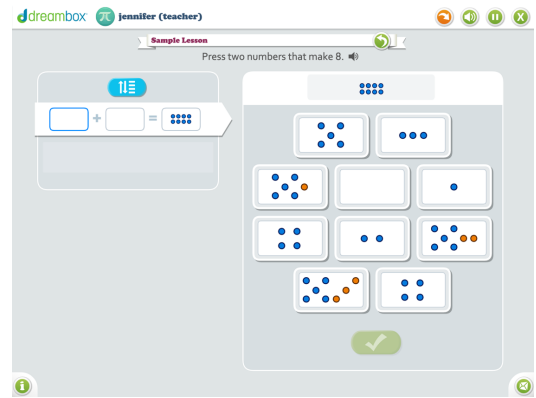 dreambox π jennifer (teacher)
Sample Lesson
Press two numbers that make 8.
+ =